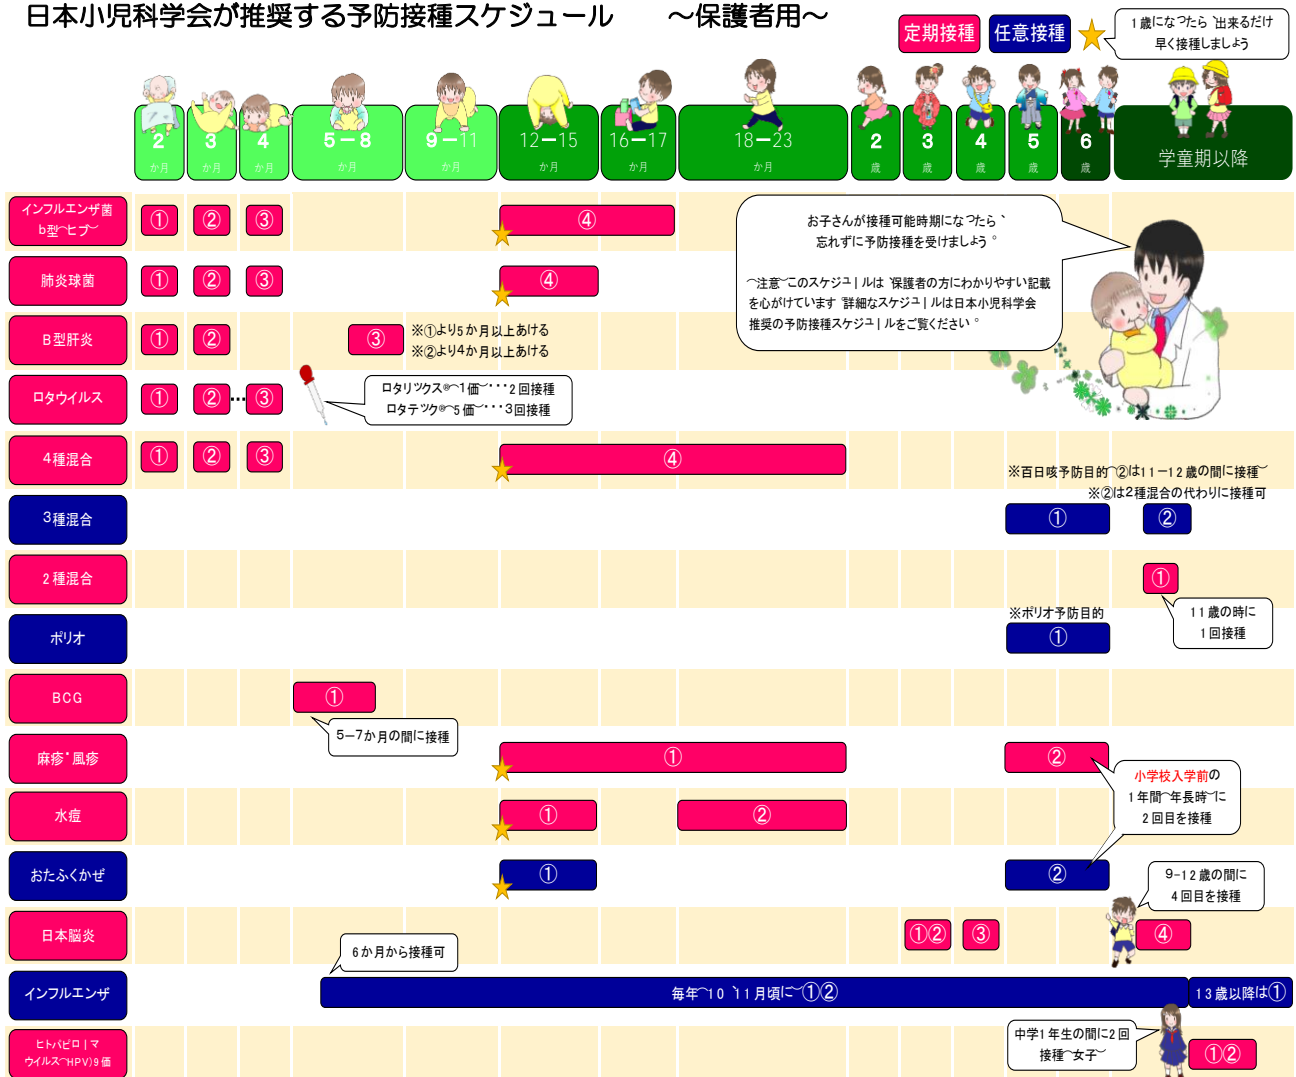 日本小児科学会が推奨する予防接種スケジュール　　～保護者用～
定期接種
任意接種
1歳になつたら、出来るだけ
早く接種しましよう
2
か月
3
か月
4
か月
5－8
か月
9－11
か月
12－15
か月
16－17
か月
18－23
か月
2
歳
3
歳
4
歳
5
歳
6
歳
学童期以降
インフルエンザ菌
b型（ヒブ）
① ② ③ ④
お子さんが接種可能時期になつたら、
忘れずに予防接種を受けましよう。
（注意）このスケジュールは、保護者の方にわかりやすい記載
を心がけています。詳細なスケジュールは日本小児科学会
推奨の予防接種スケジュールをご覧ください。
肺炎球菌
① ② ③ ④
B型肝炎
① ② ③
※①より5か月以上あける
※②より4か月以上あける
ロタウイルス
① ②…③
ロタリツクス®（1価）・・・2回接種
ロタテツク®（5価）・・・3回接種
4種混合
① ② ③ ④
※百日咳予防目的（②は11－12歳の間に接種）
※②は2種混合の代わりに接種可
3種混合
① ②
2種混合
①
11歳の時に
1回接種
ポリオ
※ポリオ予防目的
①
BCG
①
5－7か月の間に接種
麻疹・風疹
① ②
小学校入学前の
1年間（年長時）に
2回目を接種
水痘
① ②
おたふくかぜ
① ②
9-12歳の間に
4回目を接種
日本脳炎
①② ③ ④
6か月から接種可
インフルエンザ
毎年（10、11月頃に）①②
13歳以降は①
ヒトパピローマ
ウイルス（HPV)9価
中学1年生の間に2回
接種（女子）
①②